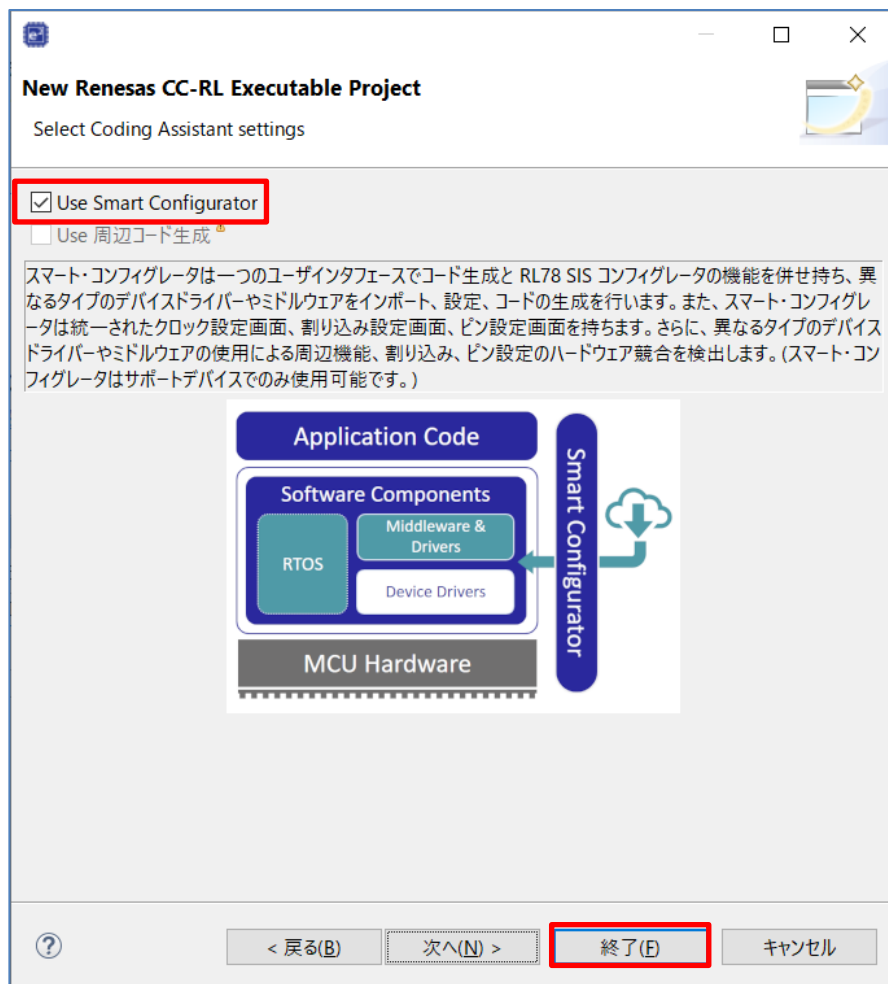 New Renesas CC-RL Executable Project
Select Coding Assistant settings
Use Smart Configurator
Use 周辺コード生成
スマート・コンフィグレータは一つのユーザインタフェースでコード生成と RL78 SIS コンフィグレータの機能を併せ持ち、異
なるタイプのデバイスドライバーやミドルウェアをインポート、設定、コードの生成を行います。また、スマート・コンフィグレ
ータは統一されたクロック設定画面、割り込み設定画面、ピン設定画面を持ちます。さらに、異なるタイプのデバイス
ドライバーやミドルウェアの使用による周辺機能、割り込み、ピン設定のハードウェア競合を検出します。(スマート・コン
フィグレータはサポートデバイスでのみ使用可能です。)
Application Code
Software Components
RTOS
Middleware &
Drivers
Device Drivers
MCU Hardware
Smart Configurator
< 戻る(B)
次へ(N) >
終了(F)
キャンセル